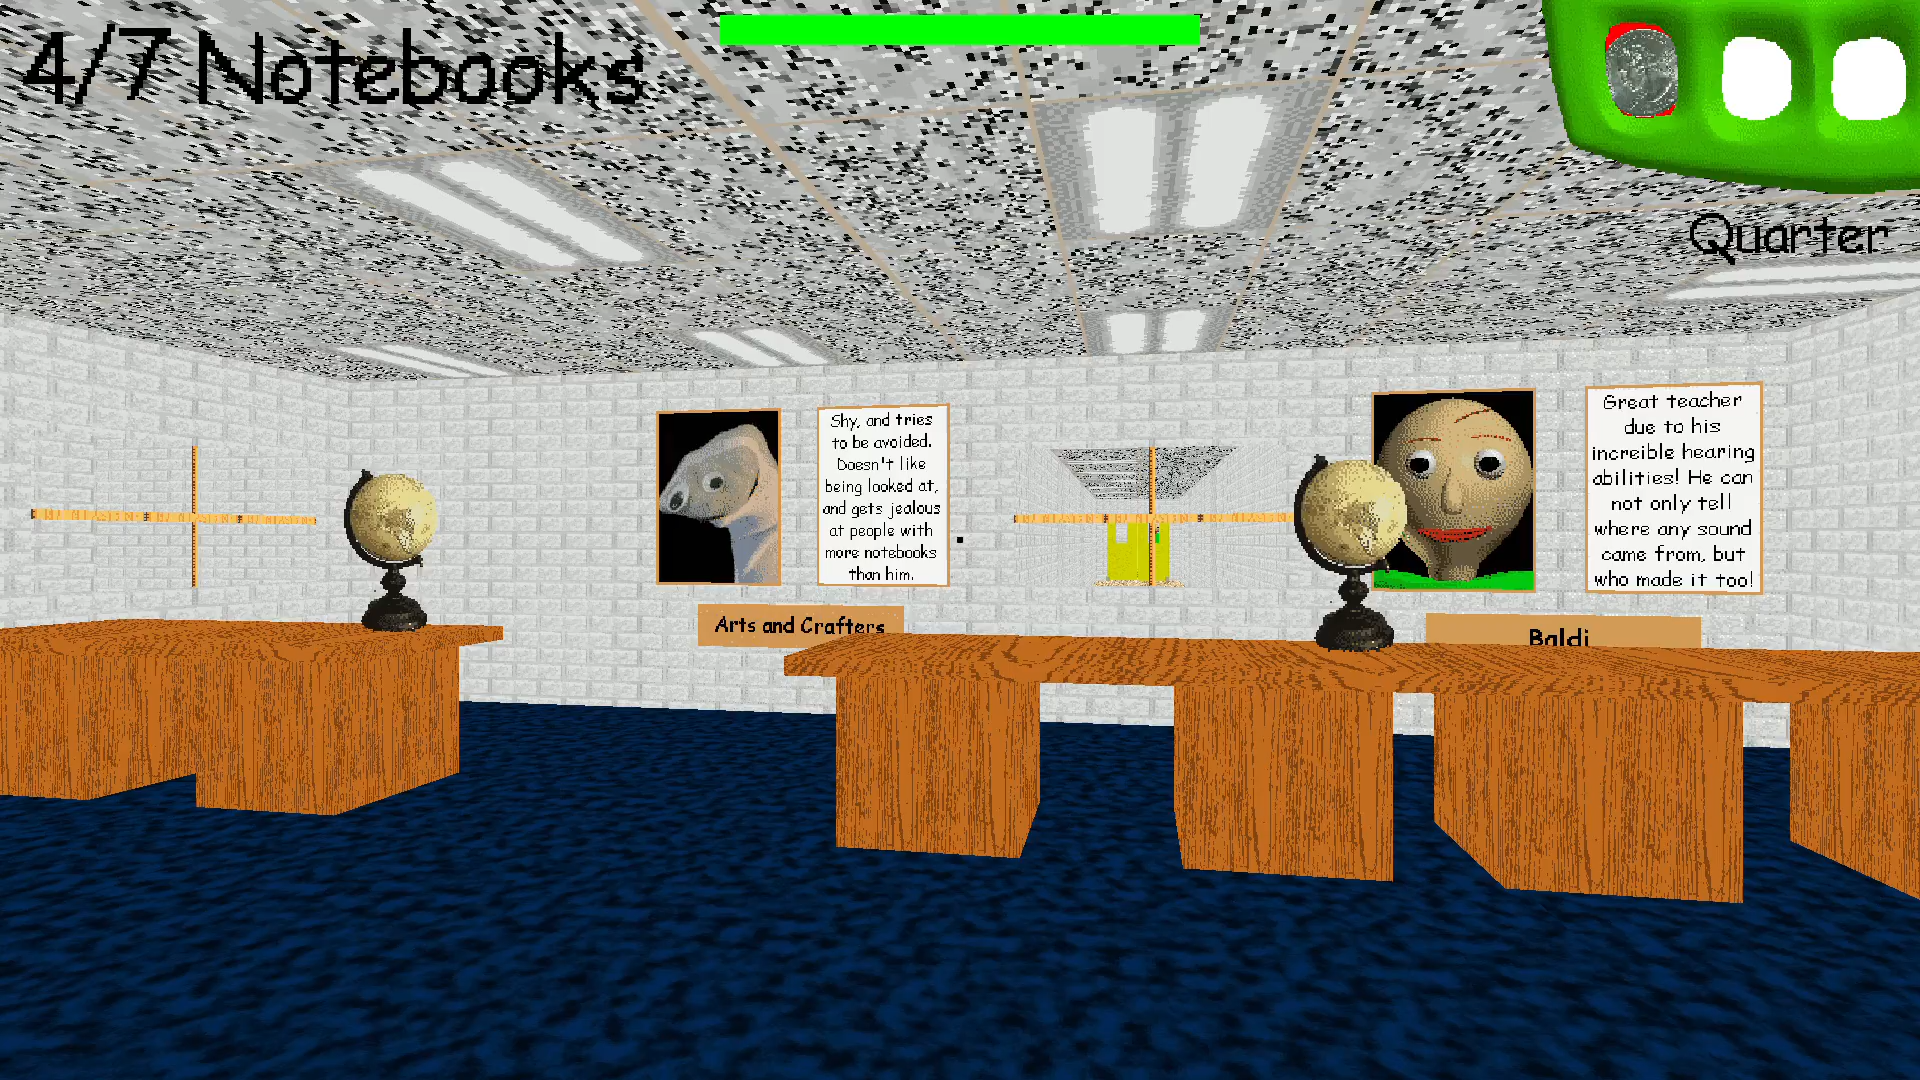 4/7 Notebooks
Quarter
Shy, and tries
to be avoided.
Doesn't like
being looked at,
and gets jealous
at people with
more notebooks
than him.
Arts and Crafters
Great teacher
due to his
increible hearing
abilities! He can
not only tell
where any sound
came from, but
who made it too!
Baldi